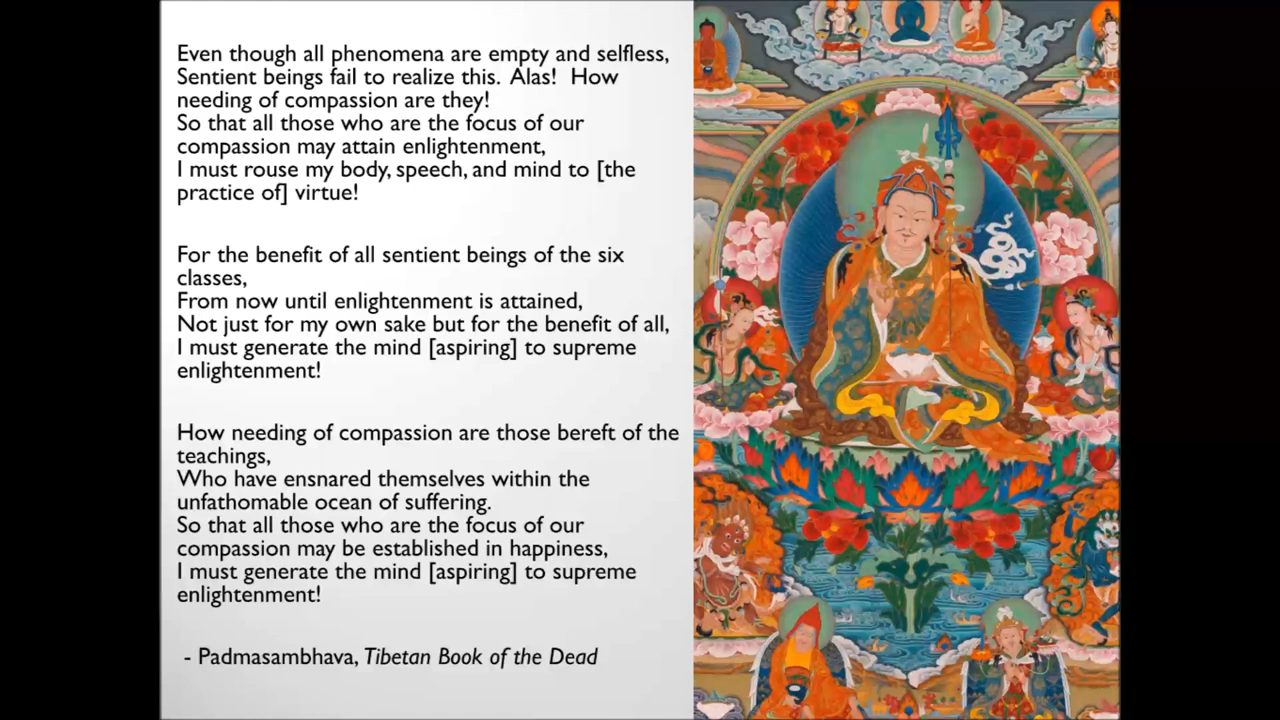 Even though all phenomena are empty and selfless,
Sentient beings fail to realize this.  Alas!  How
needing of compassion are they!
So that all those who are the focus of our
compassion may attain enlightenment,
I must rouse my body, speech, and mind to [the
practice of] virtue!
For the benefit of all sentient beings of the six
classes,
From now until enlightenment is attained,
Not just for my own sake but for the benefit of all,
I must generate the mind [aspiring] to supreme
enlightenment!
How needing of compassion are those bereft of the
teachings,
Who have ensnared themselves within the
unfathomable ocean of suffering.
So that all those who are the focus of our
compassion may be established in happiness,
I must generate the mind [aspiring] to supreme
enlightenment!
- Padmasambhava, Tibetan Book of the Dead